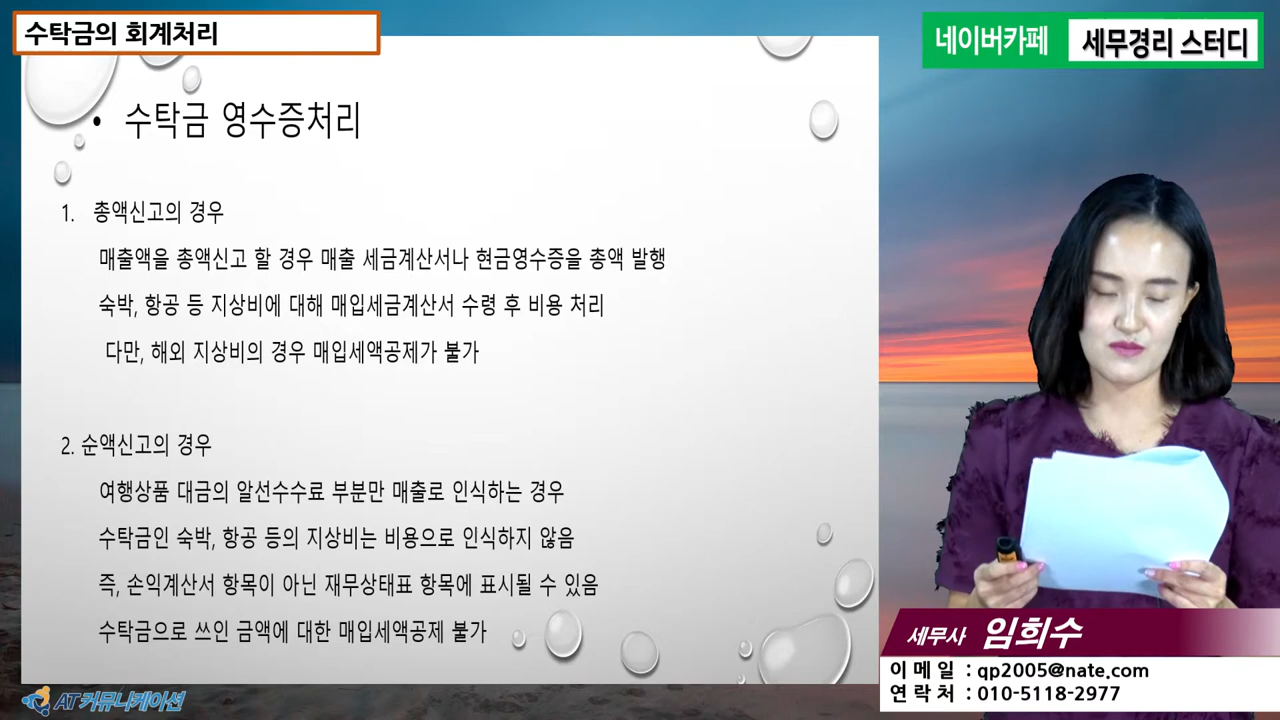 수탁금의 회계처리
네이버카페 세무경리 스터디
• 수탁금 영수증처리
1. 총액신고의 경우
매출액을 총액신고 할 경우 매출 세금계산서나 현금영수증을 총액 발행
숙박, 항공 등 지상비에 대해 매입세금계산서 수령 후 비용 처리
다만, 해외 지상비의 경우 매입세액공제가 불가
2. 순액신고의 경우
여행상품 대금의 알선수수료 부분만 매출로 인식하는 경우
수탁금인 숙박, 항공 등의 지상비는 비용으로 인식하지 않음
즉, 손익계산서 항목이 아닌 재무상태표 항목에 표시될 수 있음
수탁금으로 쓰인 금액에 대한 매입세액공제 불가
세무사 임희수
이 메 일 : qp2005@nate.com
연 락 처 : 010-5118-2977
AT커뮤니케이션